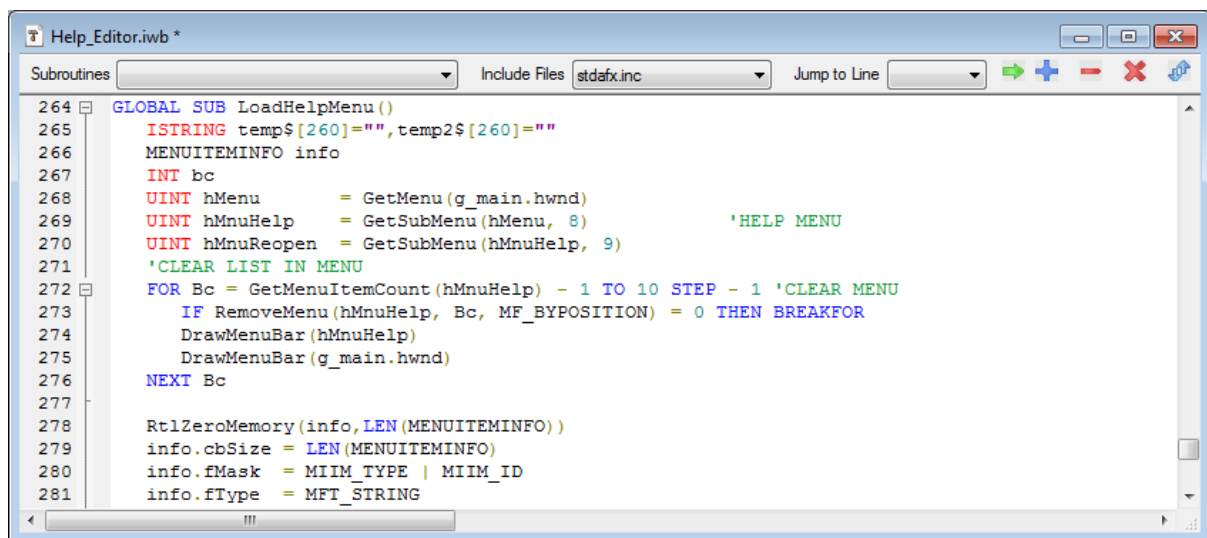 Help_Editor.iwb *
Subroutines Include Files stdafx.inc Jump to Line
264 GLOBAL SUB LoadHelpMenu()
265 ISTRING temp$[260]="",temp2$[260]=""
266 MENUITEMINFO info
267 INT bc
268 UINT hMenu = GetMenu(g_main.hwnd)
269 UINT hMnuHelp = GetSubMenu(hMenu, 8) 'HELP MENU
270 UINT hMnuReopen = GetSubMenu(hMnuHelp, 9)
271 'CLEAR LIST IN MENU
272 FOR Bc = GetMenuItemCount(hMnuHelp) - 1 TO 10 STEP - 1 'CLEAR MENU
273 IF RemoveMenu(hMnuHelp, Bc, MF_BYPOSITION) = 0 THEN BREAKFOR
274 DrawMenuBar(hMnuHelp)
275 DrawMenuBar(g_main.hwnd)
276 NEXT Bc
277
278 RtlZeroMemory(info,LEN(MENUITEMINFO))
279 info.cbSize = LEN(MENUITEMINFO)
280 info.fMask = MIIM_TYPE | MIIM_ID
281 info.fType = MFT_STRING